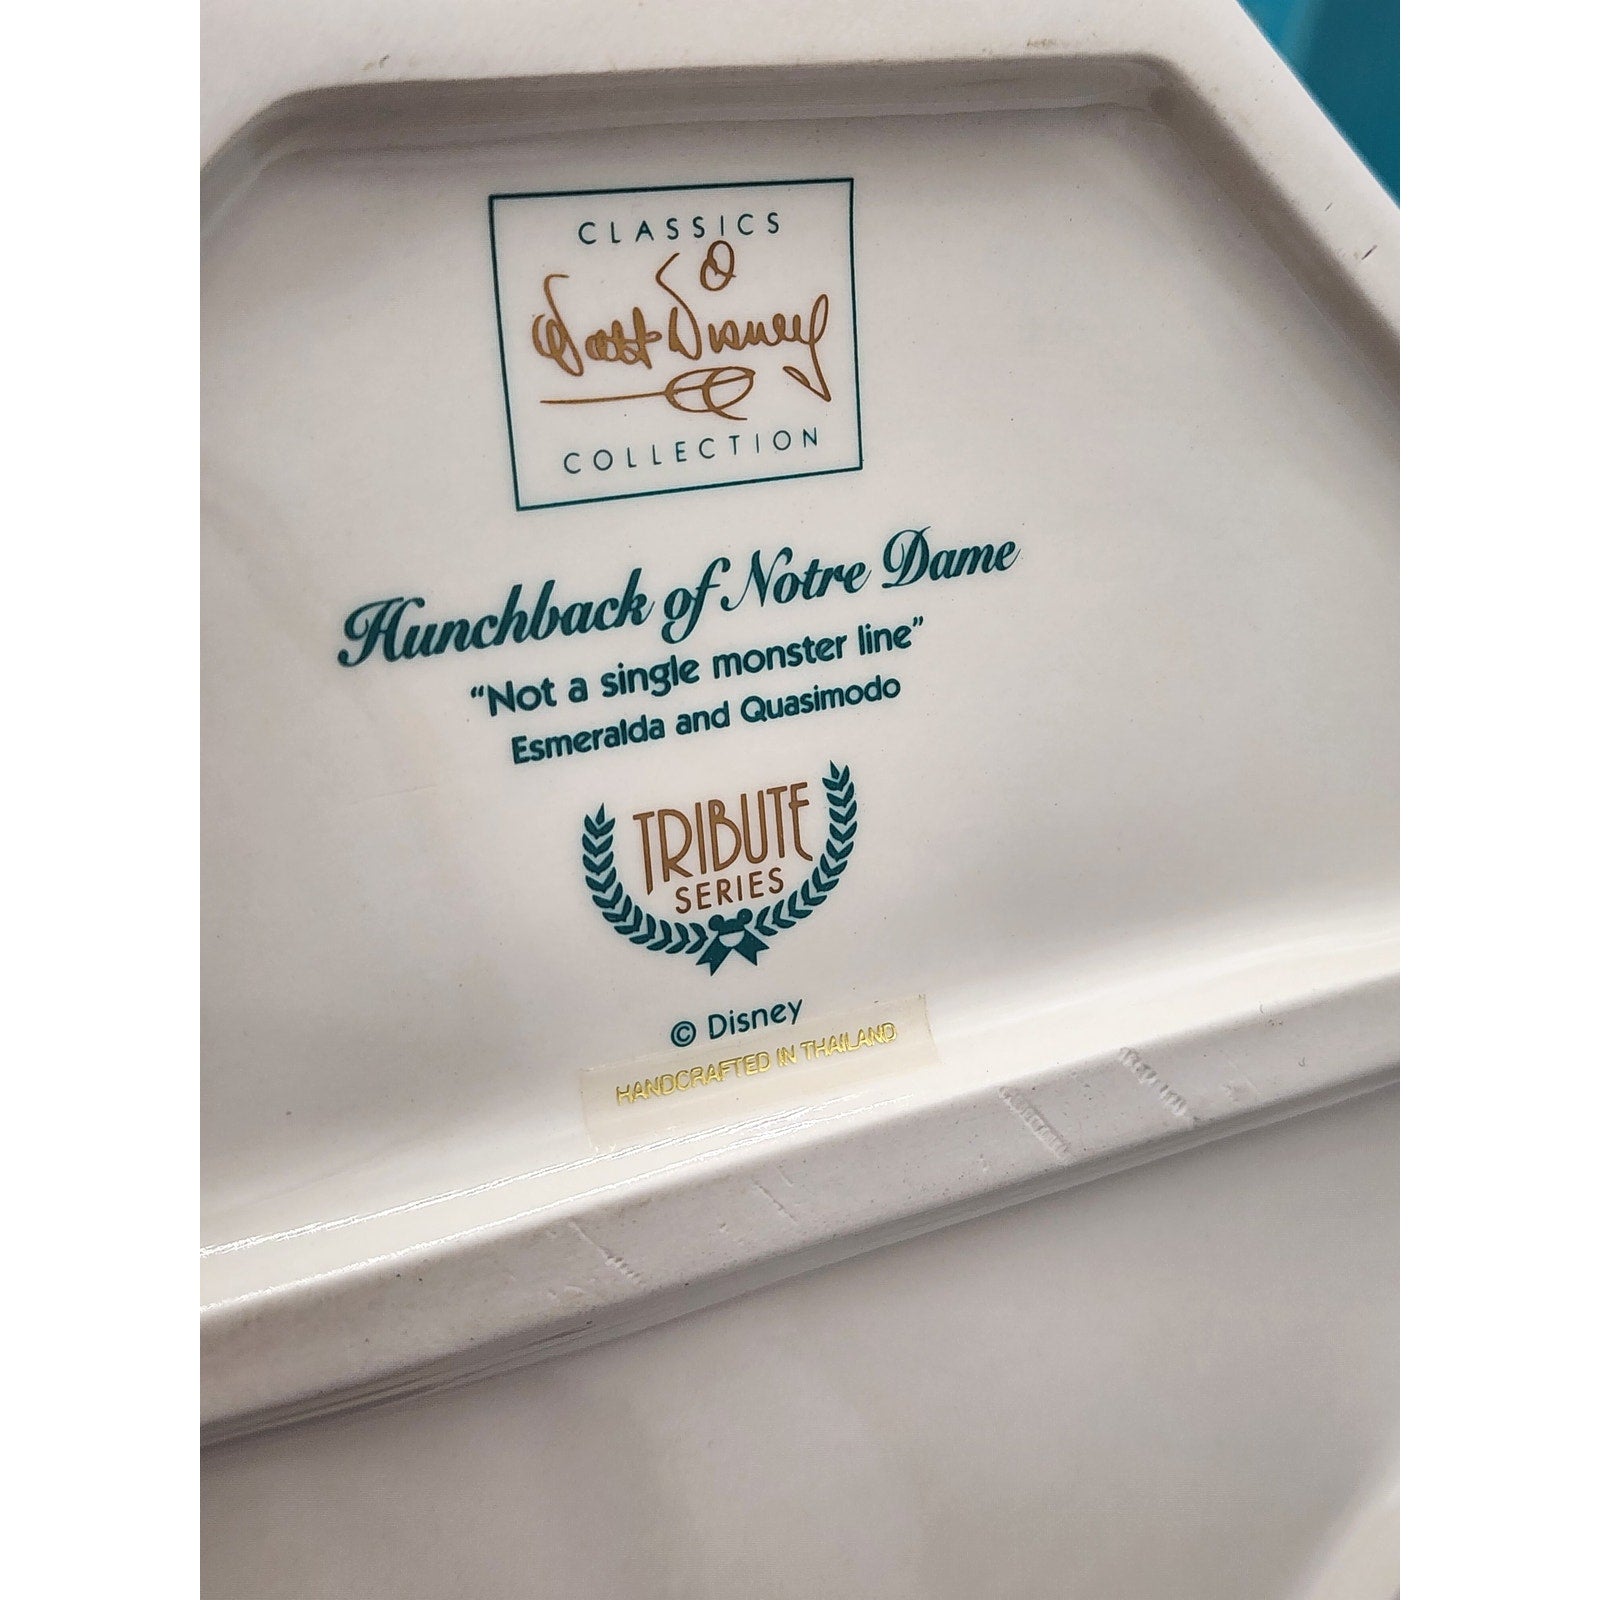 CLASSICS
Walt Disney
COLLECTION
Hunchback of Notre Dame
“Not a single monster line”
Esmeralda and Quasimodo
TRIBUTE
SERIES
© Disney
HANDCRAFTED IN THAILAND